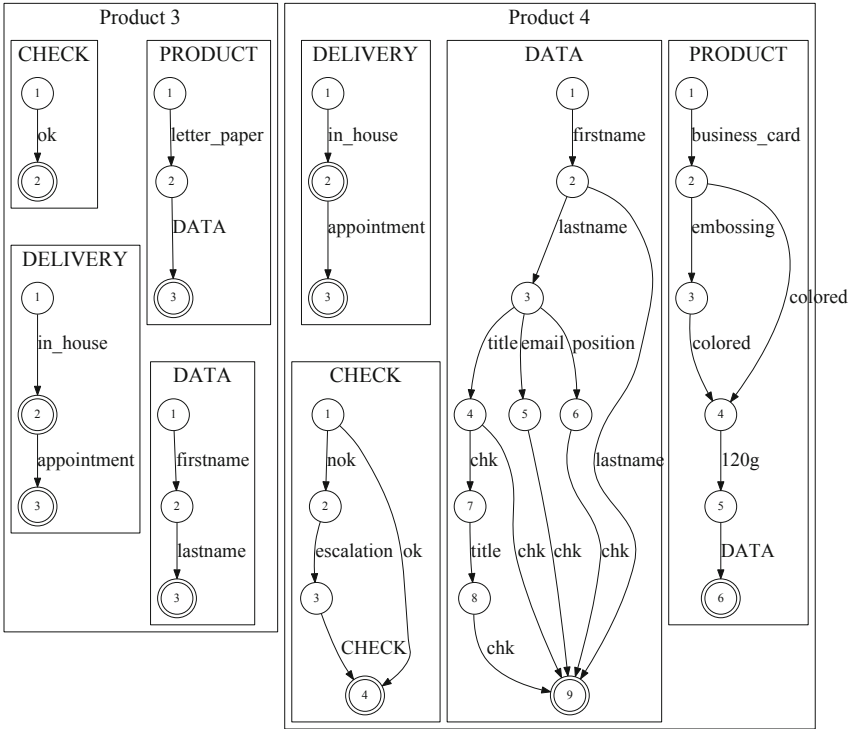 Product 3
CHECK
1
ok
2
PRODUCT
1
letter_paper
2
DATA
3
DELIVERY
1
in_house
2
appointment
3
DATA
1
firstname
2
lastname
3
Product 4
DELIVERY
1
in_house
2
appointment
3
DATA
1
firstname
2
lastname
3
title email position
4 5 6
chk
lastname
7
title chk chk chk
8
chk
9
PRODUCT
1
business_card
2
embossing
colored
3
colored
4
120g
5
DATA
6
CHECK
1
nok
2
escalation ok
3
CHECK
4